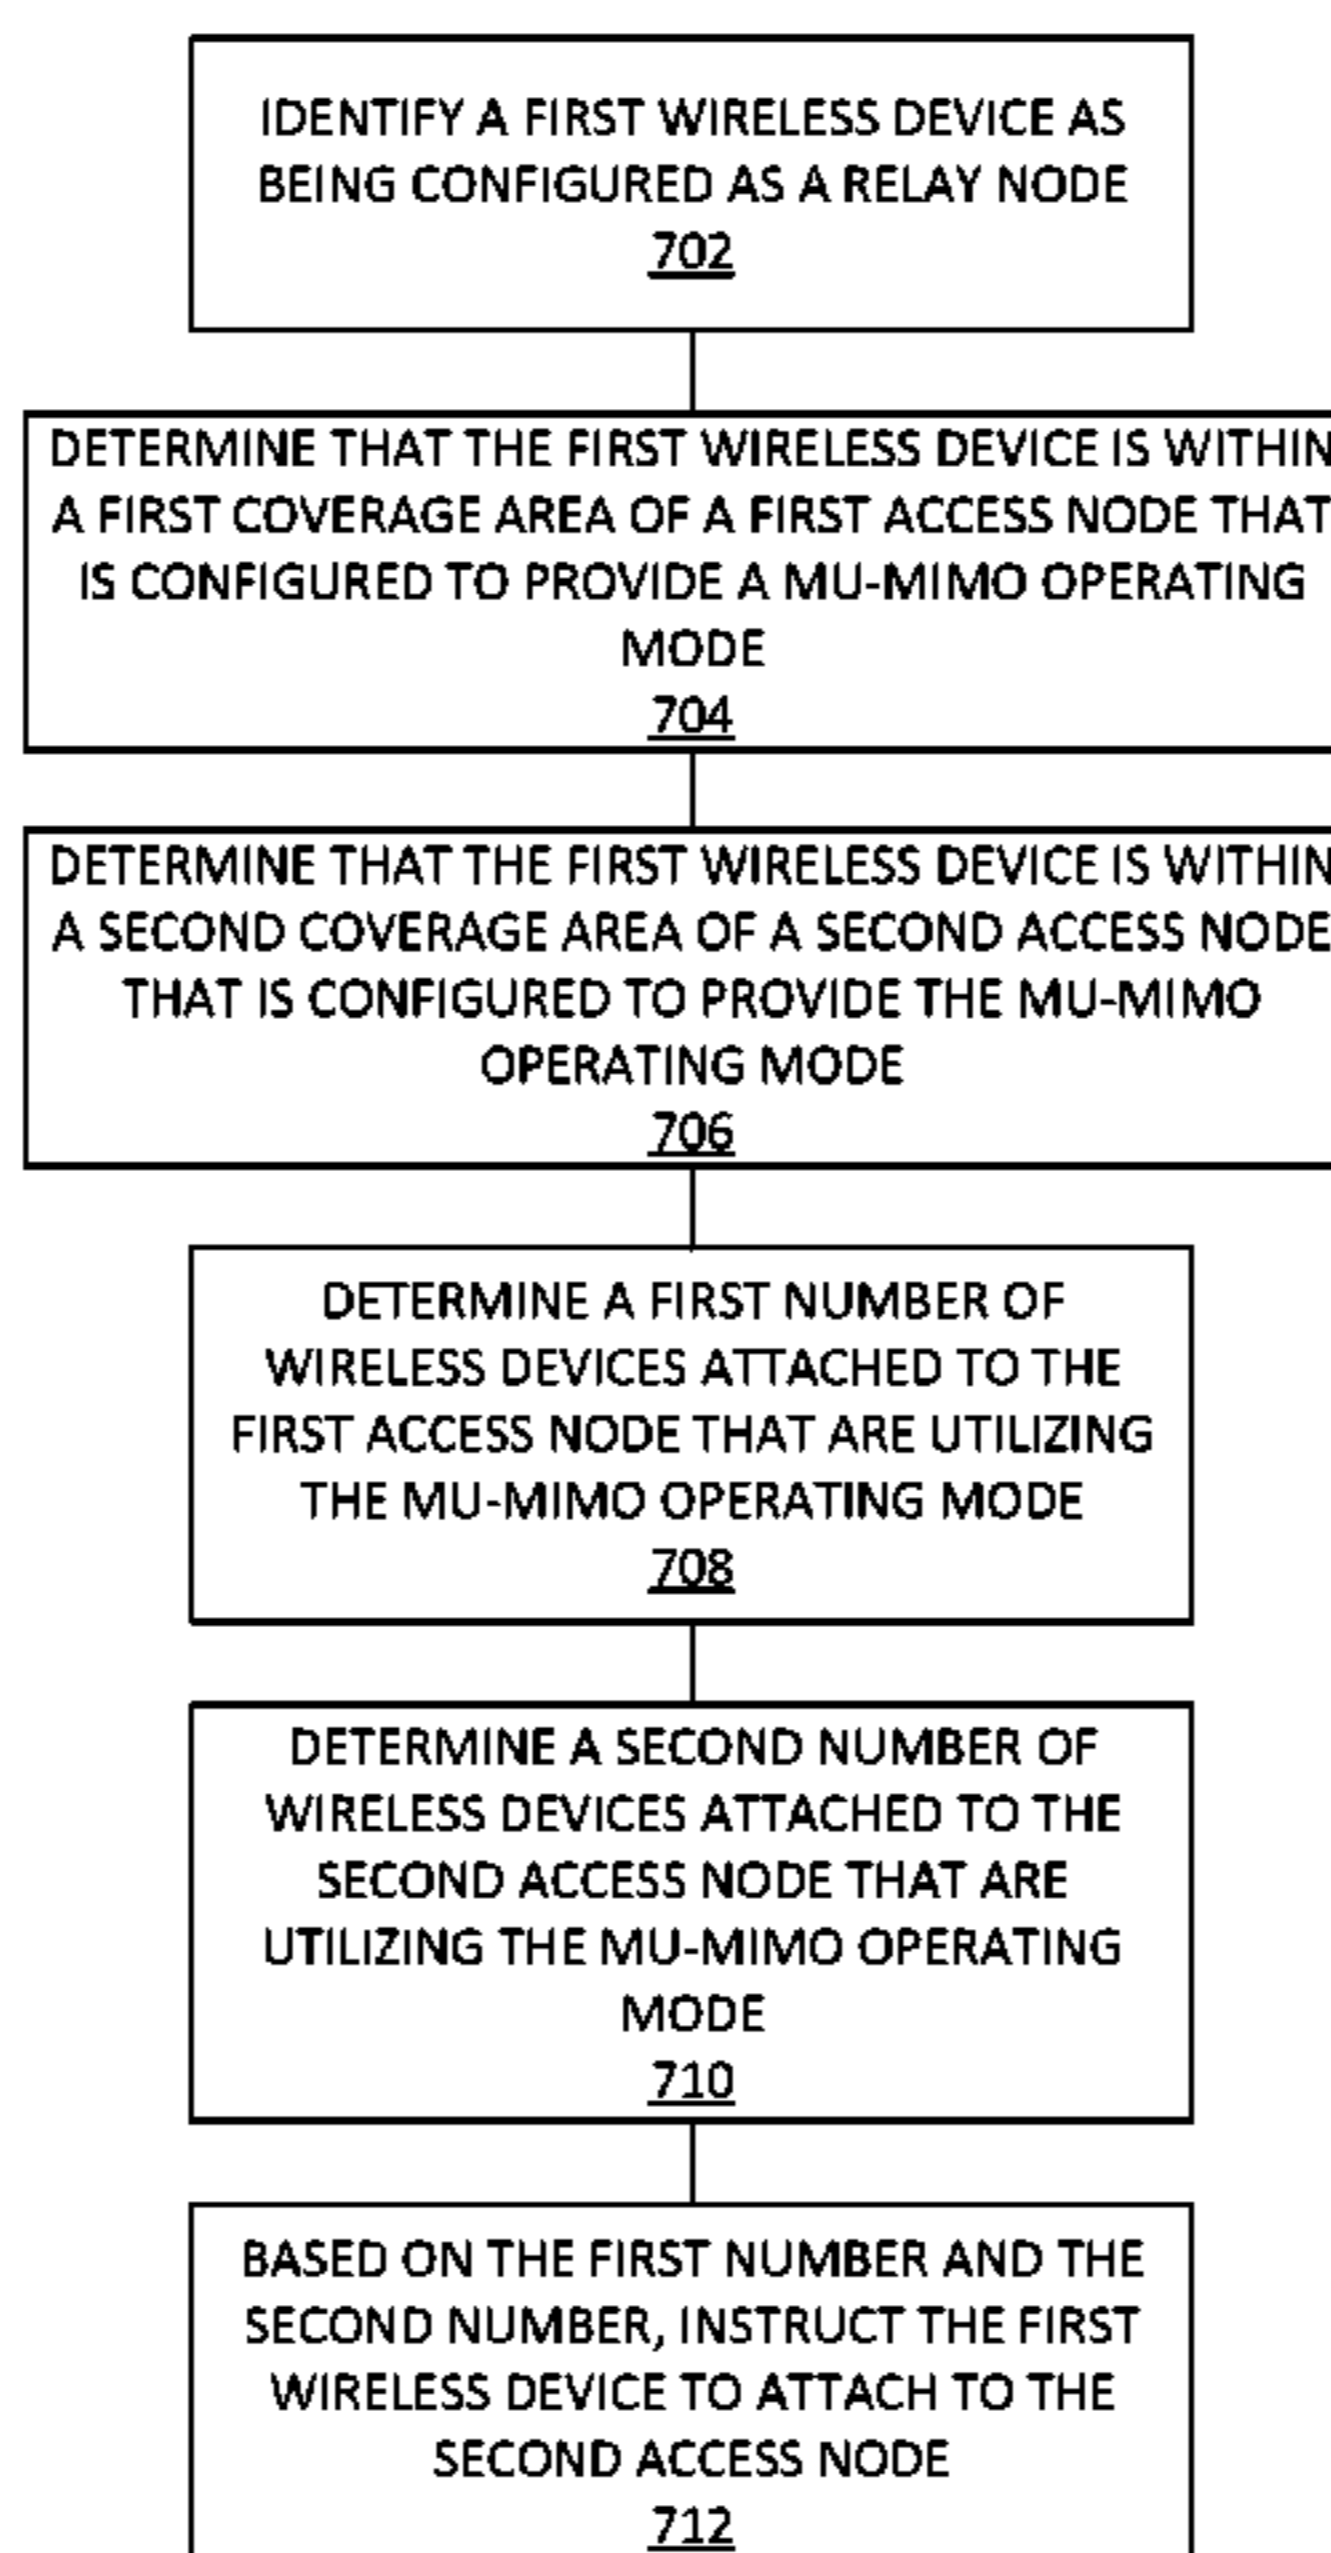 IDENTIFY A FIRST WIRELESS DEVICE AS
BEING CONFIGURED AS A RELAY NODE
702
DETERMINE THAT THE FIRST WIRELESS DEVICE IS WITHIN
A FIRST COVERAGE AREA OF A FIRST ACCESS NODE THAT
IS CONFIGURED TO PROVIDE A MU-MIMO OPERATING
MODE
704
DETERMINE THAT THE FIRST WIRELESS DEVICE IS WITHIN
A SECOND COVERAGE AREA OF A SECOND ACCESS NODE
THAT IS CONFIGURED TO PROVIDE THE MU-MIMO
OPERATING MODE
706
DETERMINE A FIRST NUMBER OF
WIRELESS DEVICES ATTACHED TO THE
FIRST ACCESS NODE THAT ARE UTILIZING
THE MU-MIMO OPERATING MODE
708
DETERMINE A SECOND NUMBER OF
WIRELESS DEVICES ATTACHED TO THE
SECOND ACCESS NODE THAT ARE
UTILIZING THE MU-MIMO OPERATING
MODE
710
BASED ON THE FIRST NUMBER AND THE
SECOND NUMBER, INSTRUCT THE FIRST
WIRELESS DEVICE TO ATTACH TO THE
SECOND ACCESS NODE
712